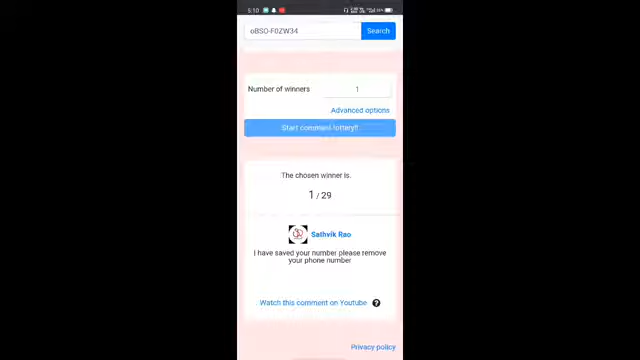 5:10
oBSO-F0ZW34
Search
Number of winners
1
Advanced options
Start comment lottery!!
The chosen winner is.
1 / 29
Sathvik Rao
I have saved your number please remove
your phone number
Watch this comment on Youtube
Privacy policy